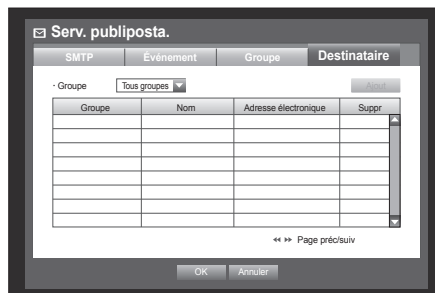 Serv. publiposta.
SMTP Événement Groupe Destinataire
· Groupe Tous groupes Ajout
Groupe Nom Adresse électronique Suppr
Page préc/suiv
OK Annuler